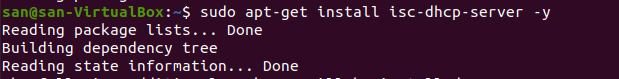 san@san-VirtualBox:~$ sudo apt-get install isc-dhcp-server -y
Reading package lists... Done
Building dependency tree
Reading state information... Done